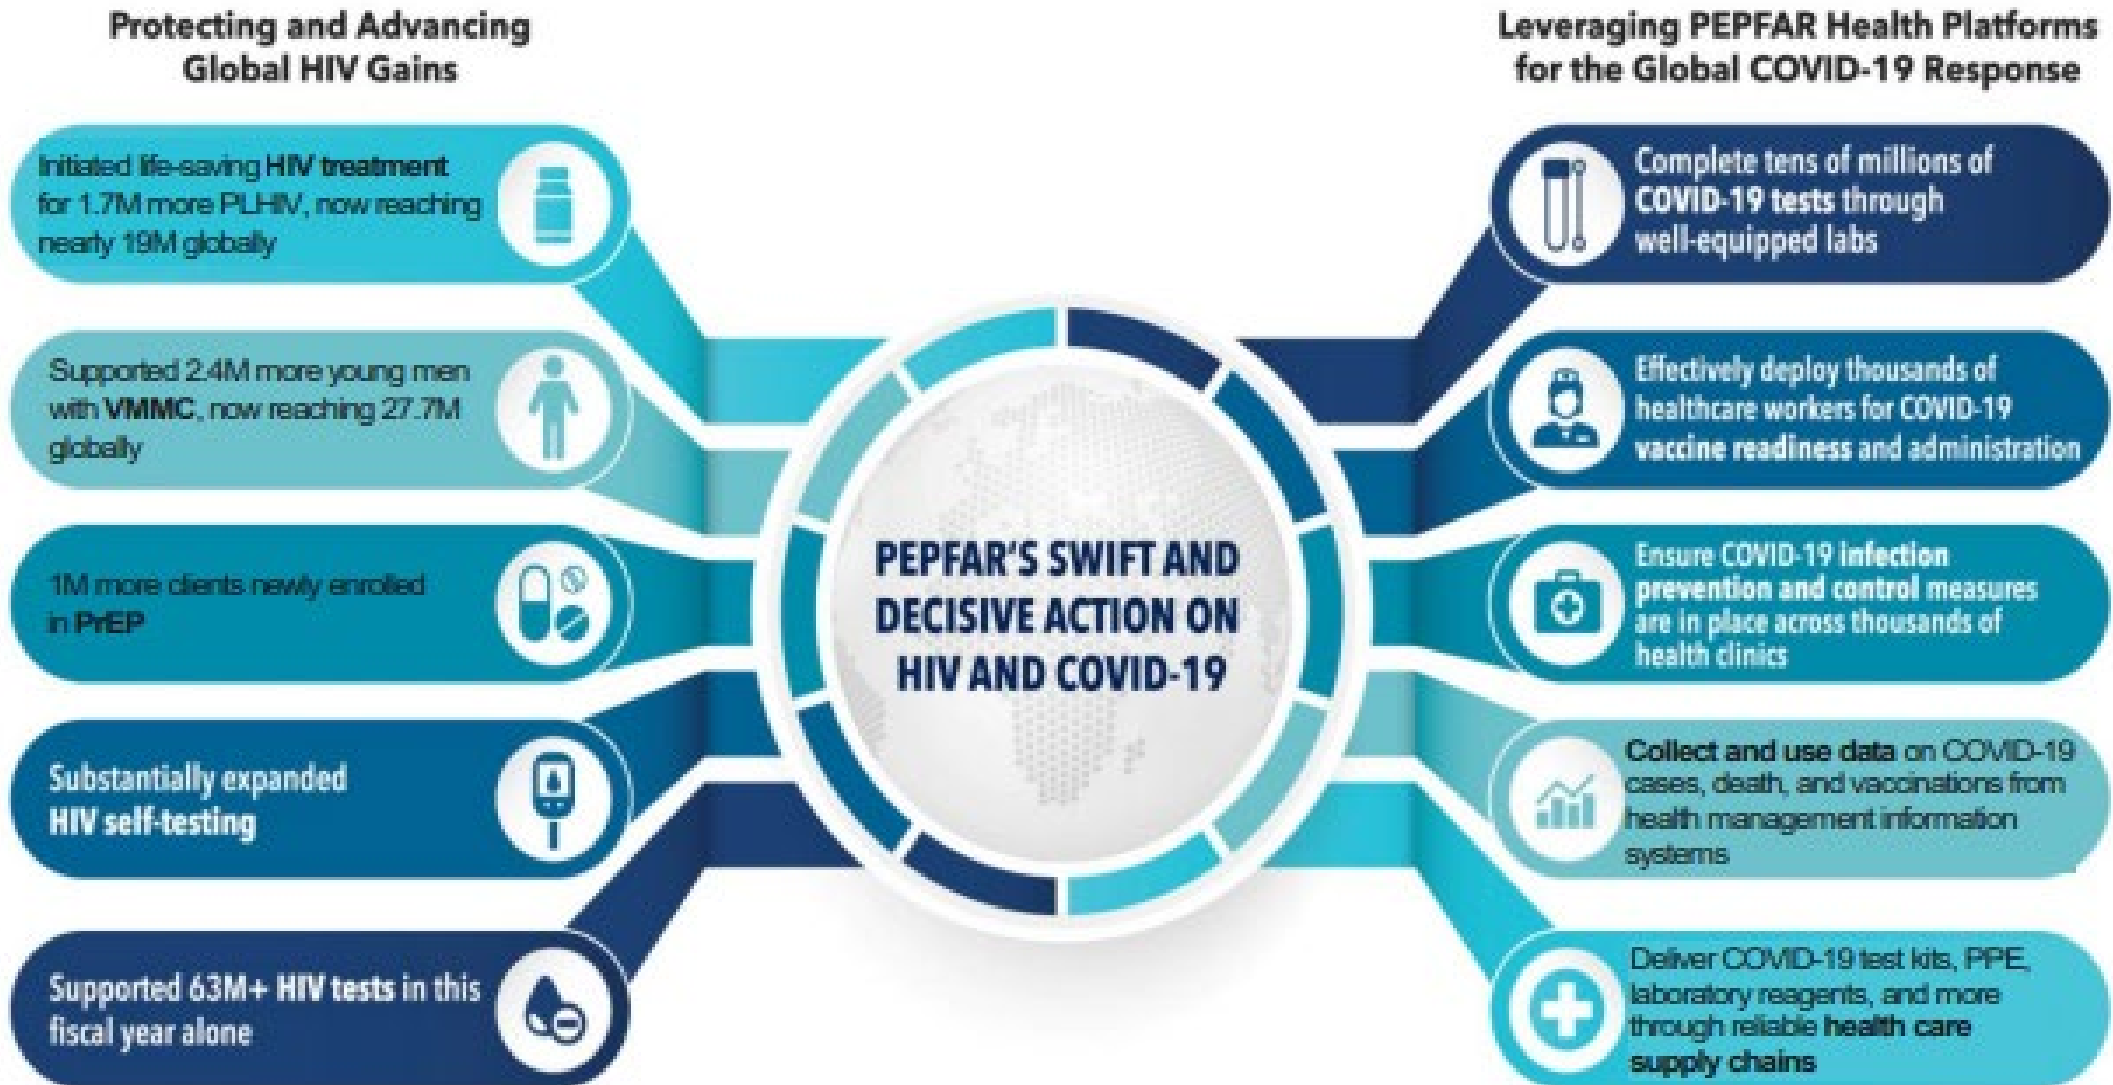 Protecting and Advancing
Global HIV Gains
Initiated life-saving HIV treatment
for 1.7M more PLHIV, now reaching
nearly 19M globally
Supported 2.4M more young men
with VMMC, now reaching 27.7M
globally
1M more clients newly enrolled
in PrEP
Substantially expanded
HIV self-testing
Supported 63M+ HIV tests in this
fiscal year alone
PEPFAR'S SWIFT AND
DECISIVE ACTION ON
HIV AND COVID-19
Leveraging PEPFAR Health Platforms
for the Global COVID-19 Response
Complete tens of millions of
COVID-19 tests through
well-equipped labs
Effectively deploy thousands of
healthcare workers for COVID-19
vaccine readiness and administration
Ensure COVID-19 infection
prevention and control measures
are in place across thousands of
health clinics
Collect and use data on COVID-19
cases, death, and vaccinations from
health management information
systems
Deliver COVID-19 test kits, PPE,
laboratory reagents, and more
through reliable health care
supply chains